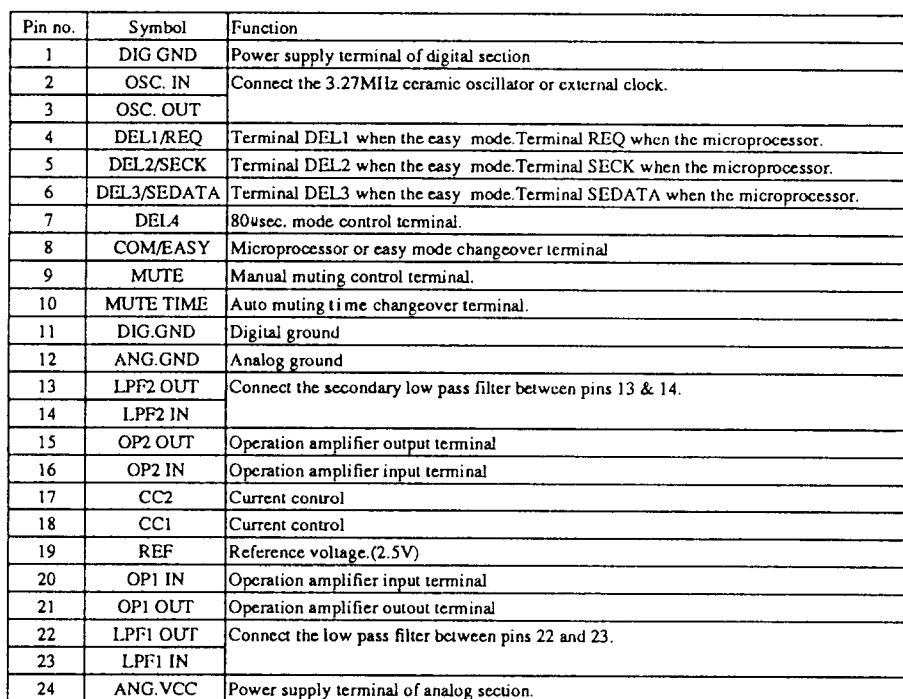 Pin no. Symbol Function
1 DIG GND Power supply terminal of digital section
2 OSC. IN Connect the 3.27MHz ceramic oscillator or external clock.
3 OSC. OUT
4 DEL1/REQ Terminal DEL1 when the easy mode.Terminal REQ when the microprocessor.
5 DEL2/SECK Terminal DEL2 when the easy mode.Terminal SECK when the microprocessor.
6 DEL3/SEDATA Terminal DEL3 when the easy mode.Terminal SEDATA when the microprocessor.
7 DEL4 80usec. mode control terminal.
8 COM/EASY Microprocessor or easy mode changeover terminal
9 MUTE Manual muting control terminal.
10 MUTE TIME Auto muting time changeover terminal.
11 DIG.GND Digital ground
12 ANG.GND Analog ground
13 LPF2 OUT Connect the secondary low pass filter between pins 13 & 14.
14 LPF2 IN
15 OP2 OUT Operation amplifier output terminal
16 OP2 IN Operation amplifier input terminal
17 CC2 Current control
18 CC1 Current control
19 REF Reference voltage.(2.5V)
20 OP1 IN Operation amplifier input terminal
21 OP1 OUT Operation amplifier outout terminal
22 LPF1 OUT Connect the low pass filter between pins 22 and 23.
23 LPF1 IN
24 ANG.VCC Power supply terminal of analog section.